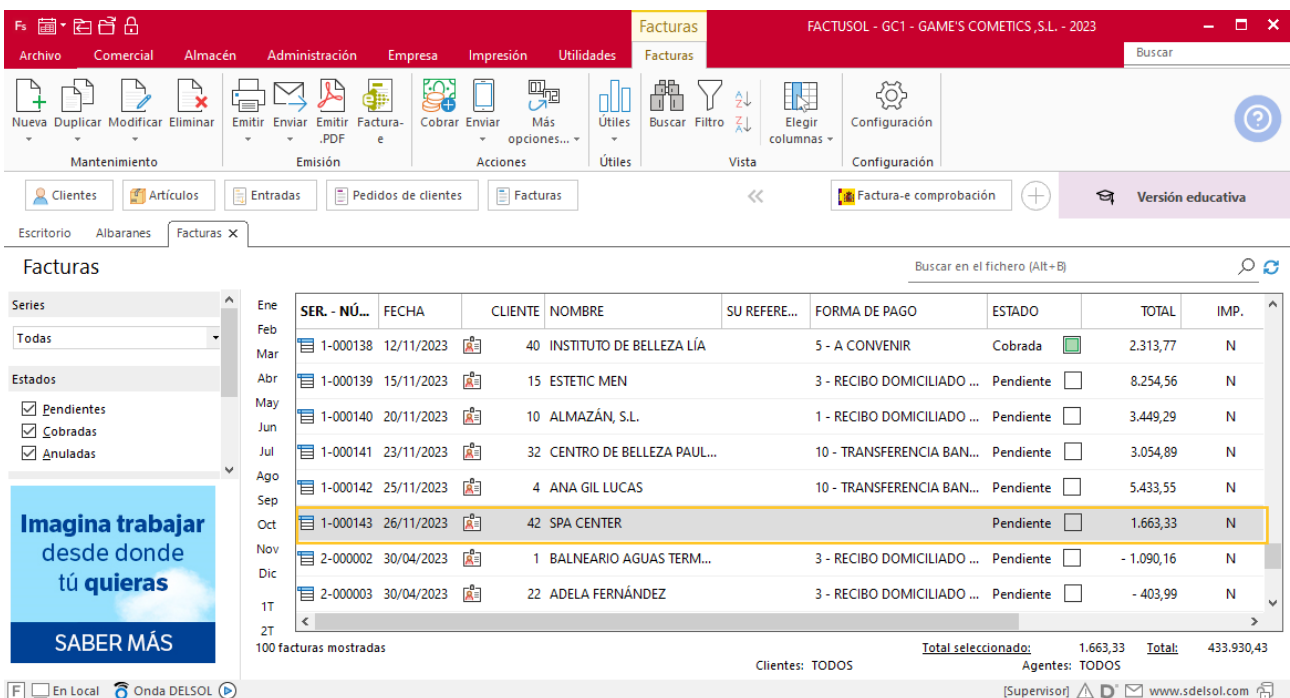 Fs
Facturas
FACTUSOL - GC1 - GAME'S COMETICS ,S.L. - 2023
Archivo Comercial Almacén Administración Empresa Impresión Utilidades Facturas
Buscar
Nueva Duplicar Modificar Eliminar Emitir Enviar Emitir .PDF Factura-e Cobrar Enviar Más opciones... Útiles Buscar Filtro Elegir columnas Configuración
Mantenimiento Emisión Acciones Útiles Vista Configuración
Clientes Artículos Entradas Pedidos de clientes Facturas Factura-e comprobación Versión educativa
Escritorio Albaranes Facturas X
Facturas
Buscar en el fichero (Alt+B)
Series
Todas
Estados
Pendientes
Cobradas
Anuladas
Imagina trabajar
desde donde
tú quieras
SABER MÁS
Ene
Feb
Mar
Abr
May
Jun
Jul
Ago
Sep
Oct
Nov
Dic
1T
2T
SER. - NÚ... FECHA CLIENTE NOMBRE SU REFERE... FORMA DE PAGO ESTADO TOTAL IMP.
1-000138 12/11/2023 40 INSTITUTO DE BELLEZA LÍA 5 - A CONVENIR Cobrada 2.313,77 N
1-000139 15/11/2023 15 ESTETIC MEN 3 - RECIBO DOMICILIADO ... Pendiente 8.254,56 N
1-000140 20/11/2023 10 ALMAZÁN, S.L. 1 - RECIBO DOMICILIADO ... Pendiente 3.449,29 N
1-000141 23/11/2023 32 CENTRO DE BELLEZA PAUL... 10 - TRANSFERENCIA BAN... Pendiente 3.054,89 N
1-000142 25/11/2023 4 ANA GIL LUCAS 10 - TRANSFERENCIA BAN... Pendiente 5.433,55 N
1-000143 26/11/2023 42 SPA CENTER Pendiente 1.663,33 N
2-000002 30/04/2023 1 BALNEARIO AGUAS TERM... 3 - RECIBO DOMICILIADO ... Pendiente - 1.090,16 N
2-000003 30/04/2023 22 ADELA FERNÁNDEZ 3 - RECIBO DOMICILIADO ... Pendiente - 403,99 N
100 facturas mostradas
Total seleccionado: 1.663,33 Total: 433.930,43
Clientes: TODOS Agentes: TODOS
F En Local Onda DELSOL [Supervisor] D° www.sdelsol.com